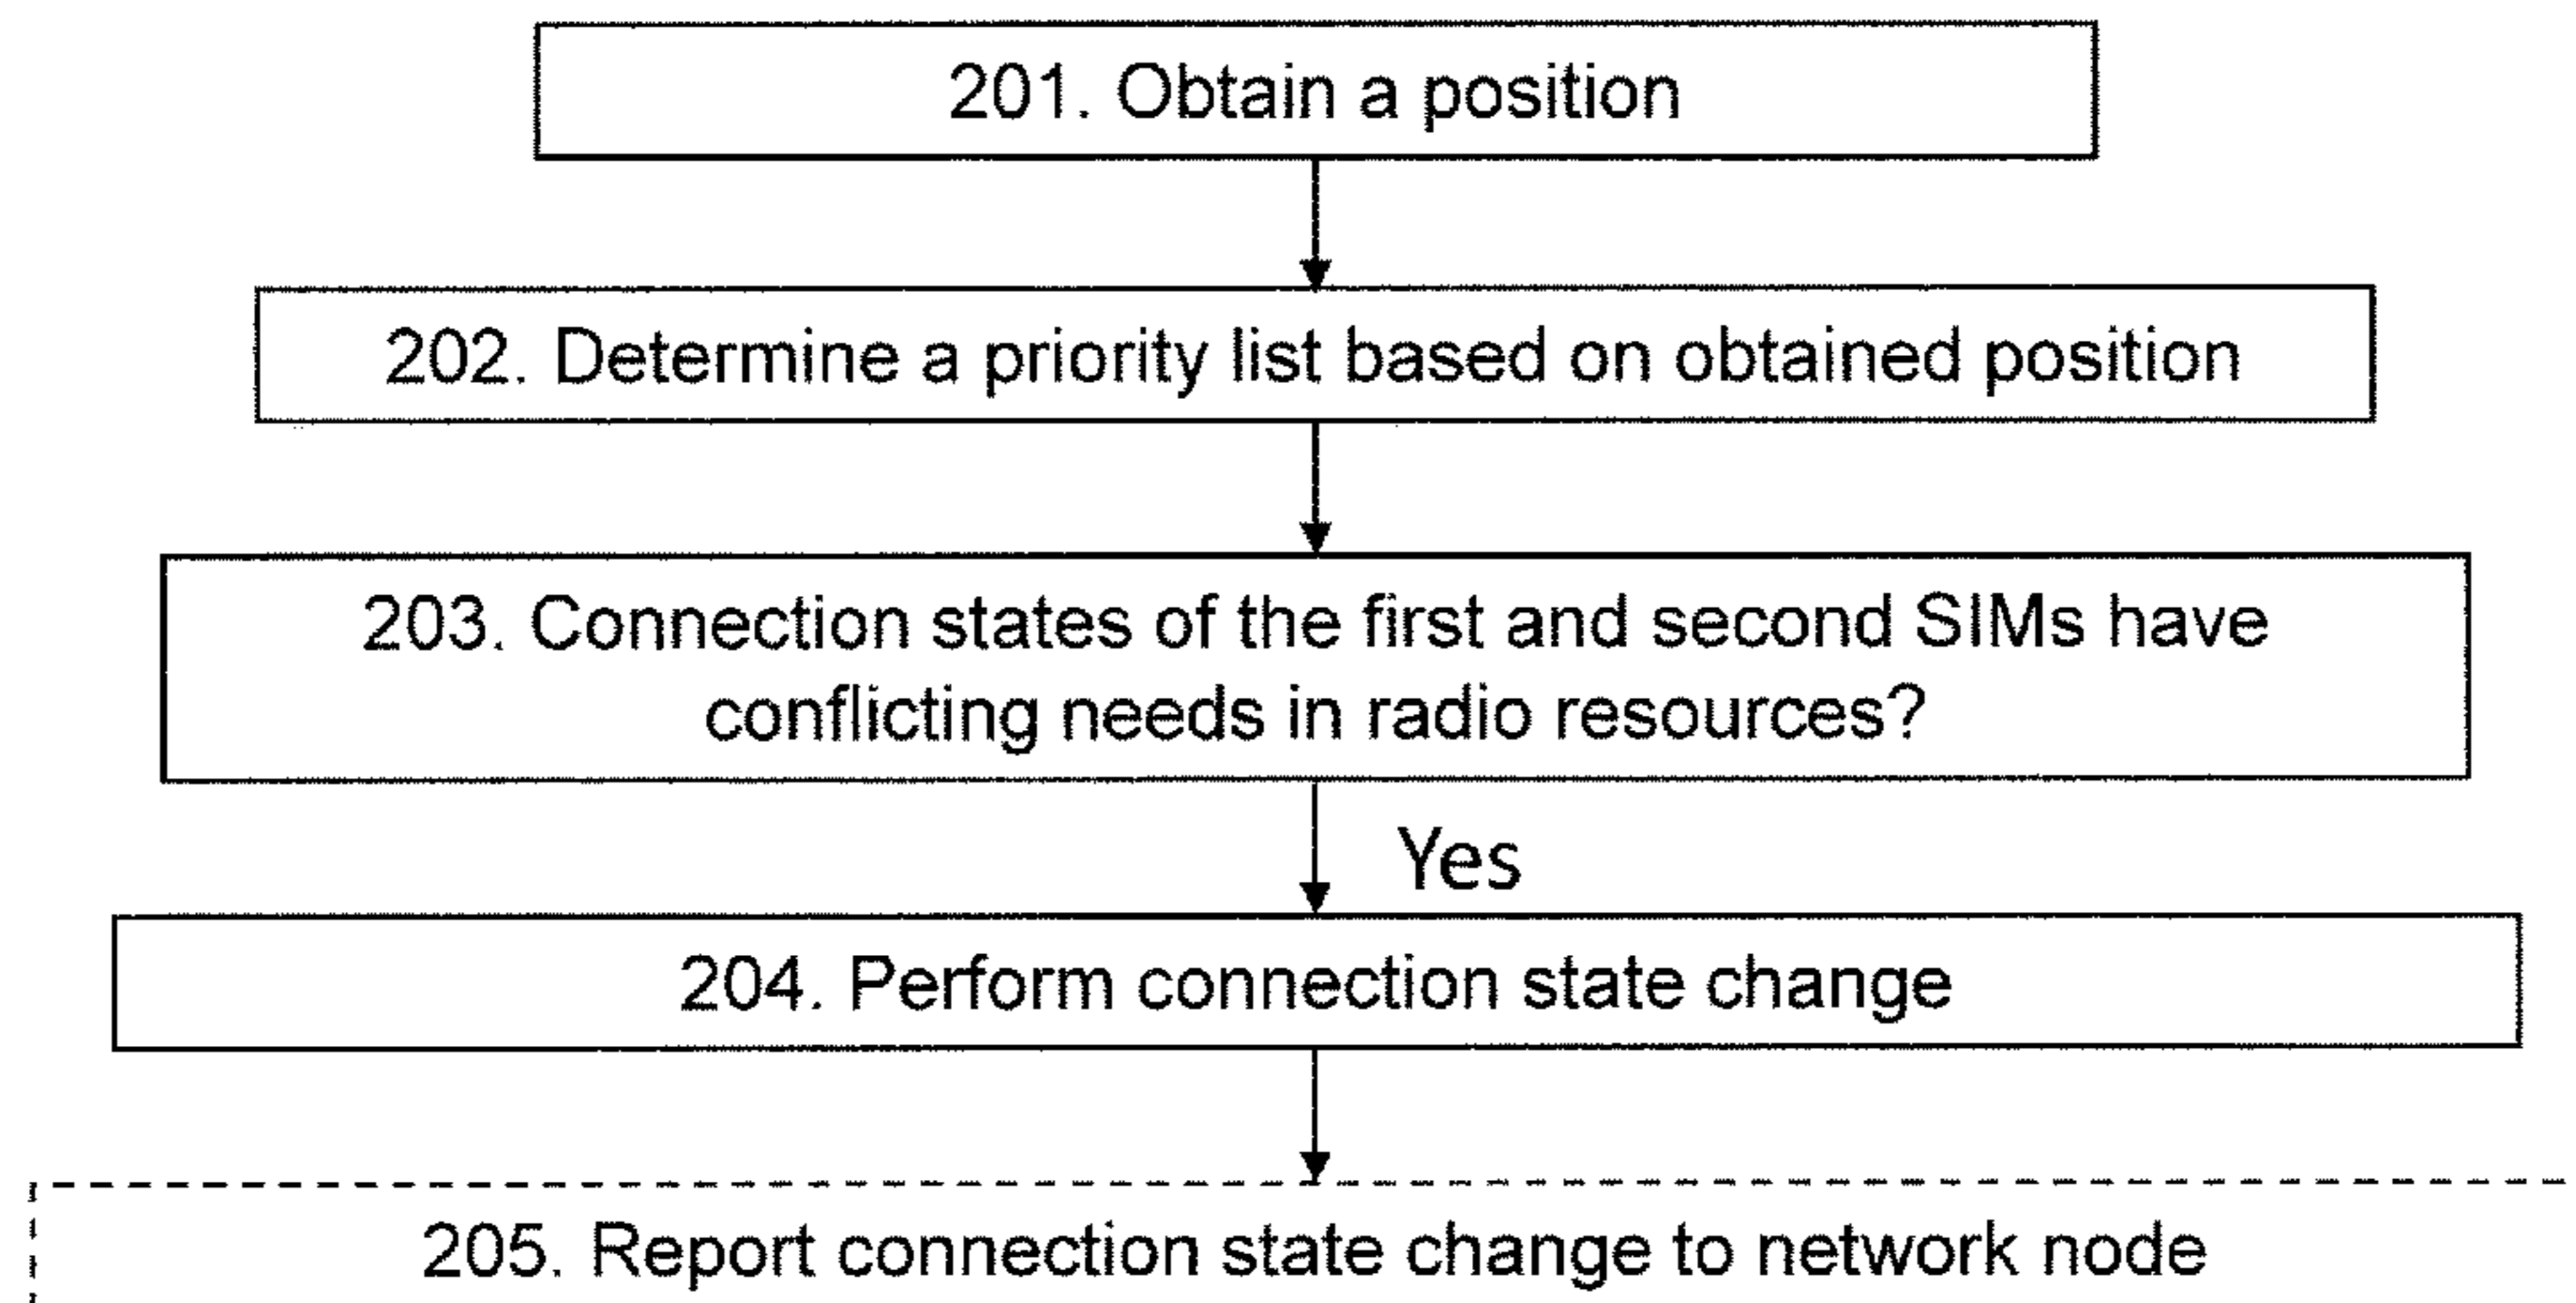 201. Obtain a position
202. Determine a priority list based on obtained position
203. Connection states of the first and second SIMs have
conflicting needs in radio resources?
Yes
204. Perform connection state change
205. Report connection state change to network node